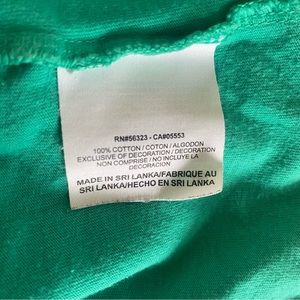 RN#56323 - CA#05553
100% COTTON / COTON / ALGODON
EXCLUSIVE OF DECORATION / DECORATION
NON COMPRISE / NO INCLUYE LA
DECORACION
MADE IN SRI LANKA/FABRIQUE AU
SRI LANKA/HECHO EN SRI LANKA